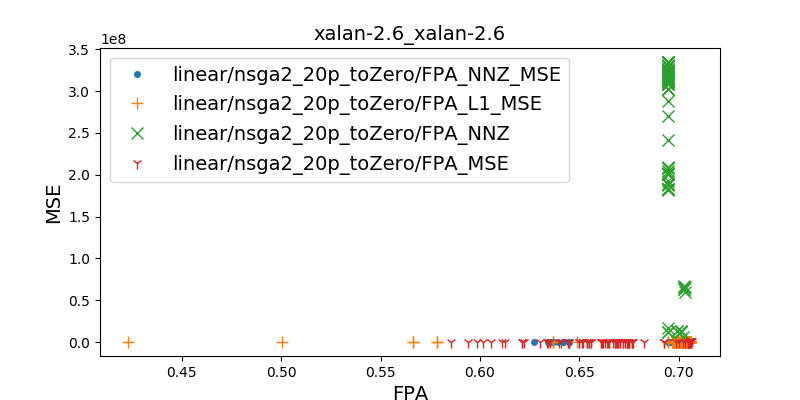 xalan-2.6_xalan-2.6
1e8
3.5
3.0
2.5
2.0
1.5
1.0
0.5
0.0
MSE
linear/nsga2_20p_toZero/FPA_NNZ_MSE
linear/nsga2_20p_toZero/FPA_L1_MSE
linear/nsga2_20p_toZero/FPA_NNZ
linear/nsga2_20p_toZero/FPA_MSE
0.45 0.50 0.55 0.60 0.65 0.70
FPA